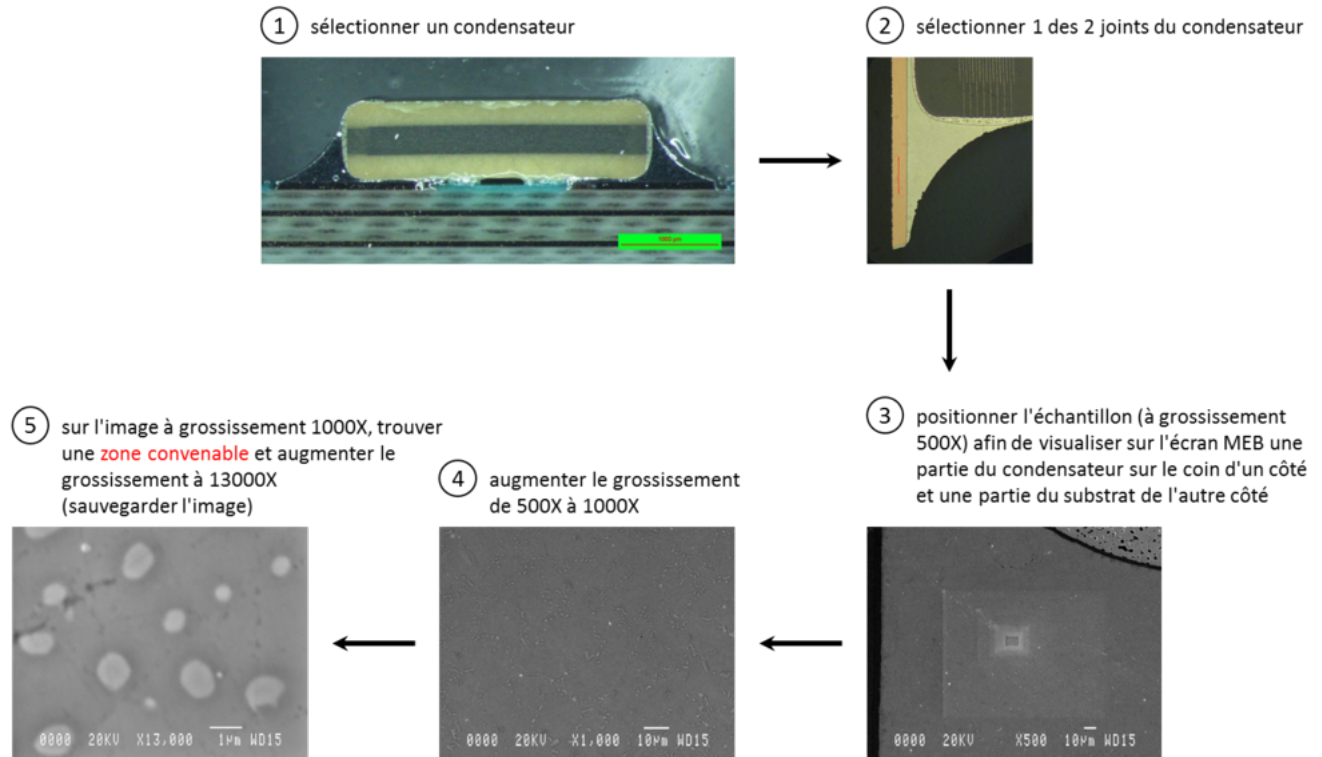 1 sélectionner un condensateur
1000 µm
2 sélectionner 1 des 2 joints du condensateur
3 positionner l'échantillon (à grossissement
500X) afin de visualiser sur l'écran MEB une
partie du condensateur sur le coin d'un côté
et une partie du substrat de l'autre côté
0000 20KV X500 10µm WD15
4 augmenter le grossissement
de 500X à 1000X
0000 20KV X1,000 10µm WD15
5 sur l'image à grossissement 1000X, trouver
une zone convenable et augmenter le
grossissement à 13000X
(sauvegarder l'image)
0000 20KV X13,000 1µm WD15